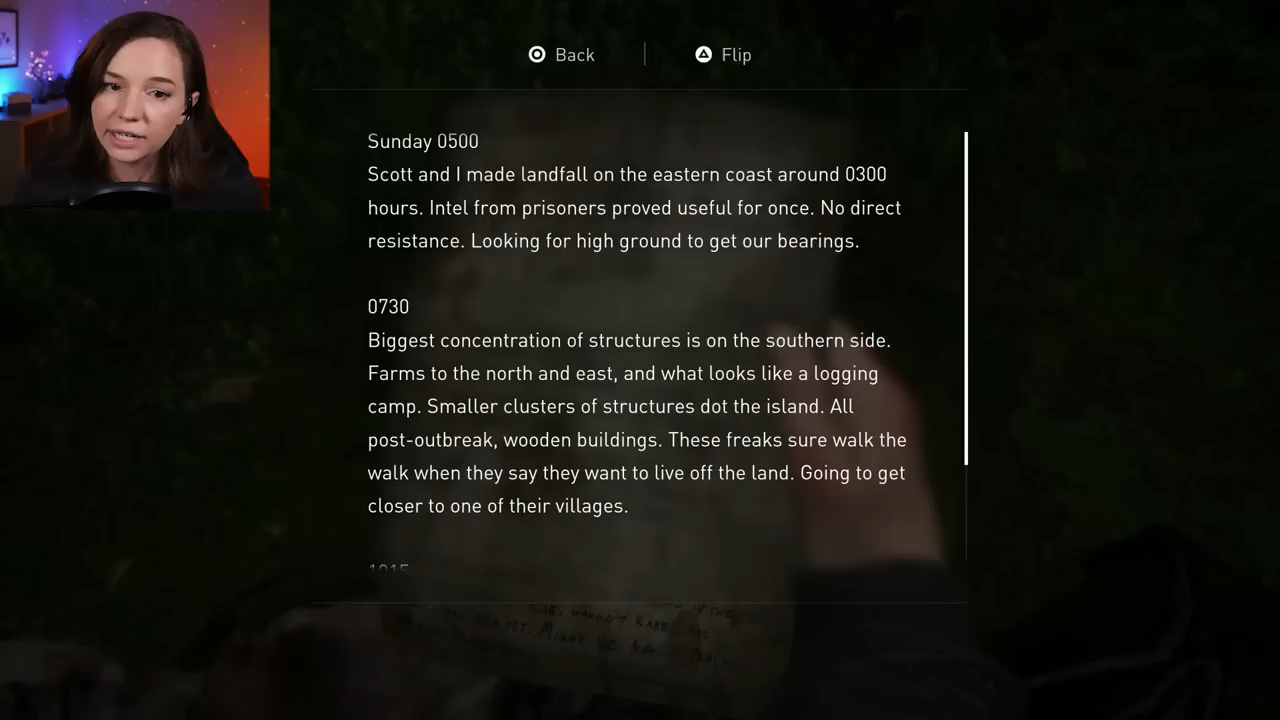 Back
Flip
Sunday 0500
Scott and I made landfall on the eastern coast around 0300
hours. Intel from prisoners proved useful for once. No direct
resistance. Looking for high ground to get our bearings.
0730
Biggest concentration of structures is on the southern side.
Farms to the north and east, and what looks like a logging
camp. Smaller clusters of structures dot the island. All
post-outbreak, wooden buildings. These freaks sure walk the
walk when they say they want to live off the land. Going to get
closer to one of their villages.
1915